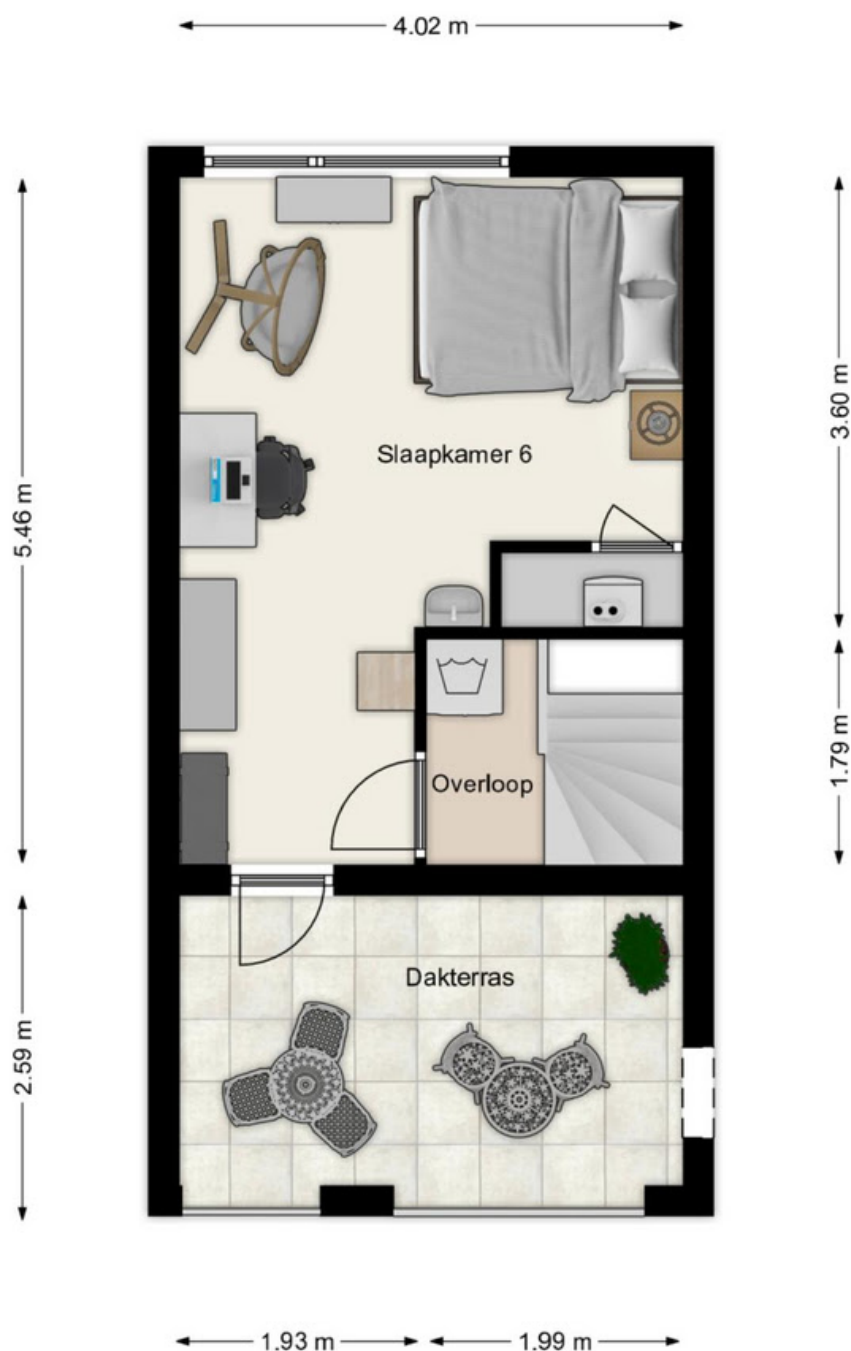 4.02 m
5.46 m
3.60 m
Slaapkamer 6
1.79 m
Overloop
2.59 m
Dakterras
1.93 m
1.99 m